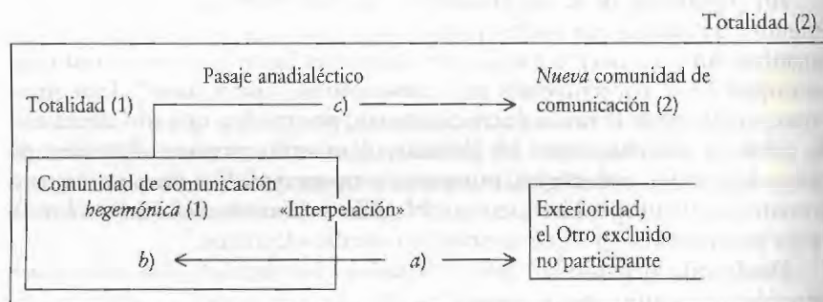 Totalidad (2)
Pasaje anadialéctico
Nueva comunidad de
Totalidad (1)
c)
comunicación (2)
Comunidad de comunicación
hegemónica (1)
«Interpelación»
Exterioridad,
el Otro excluido
b)
a)
no participante